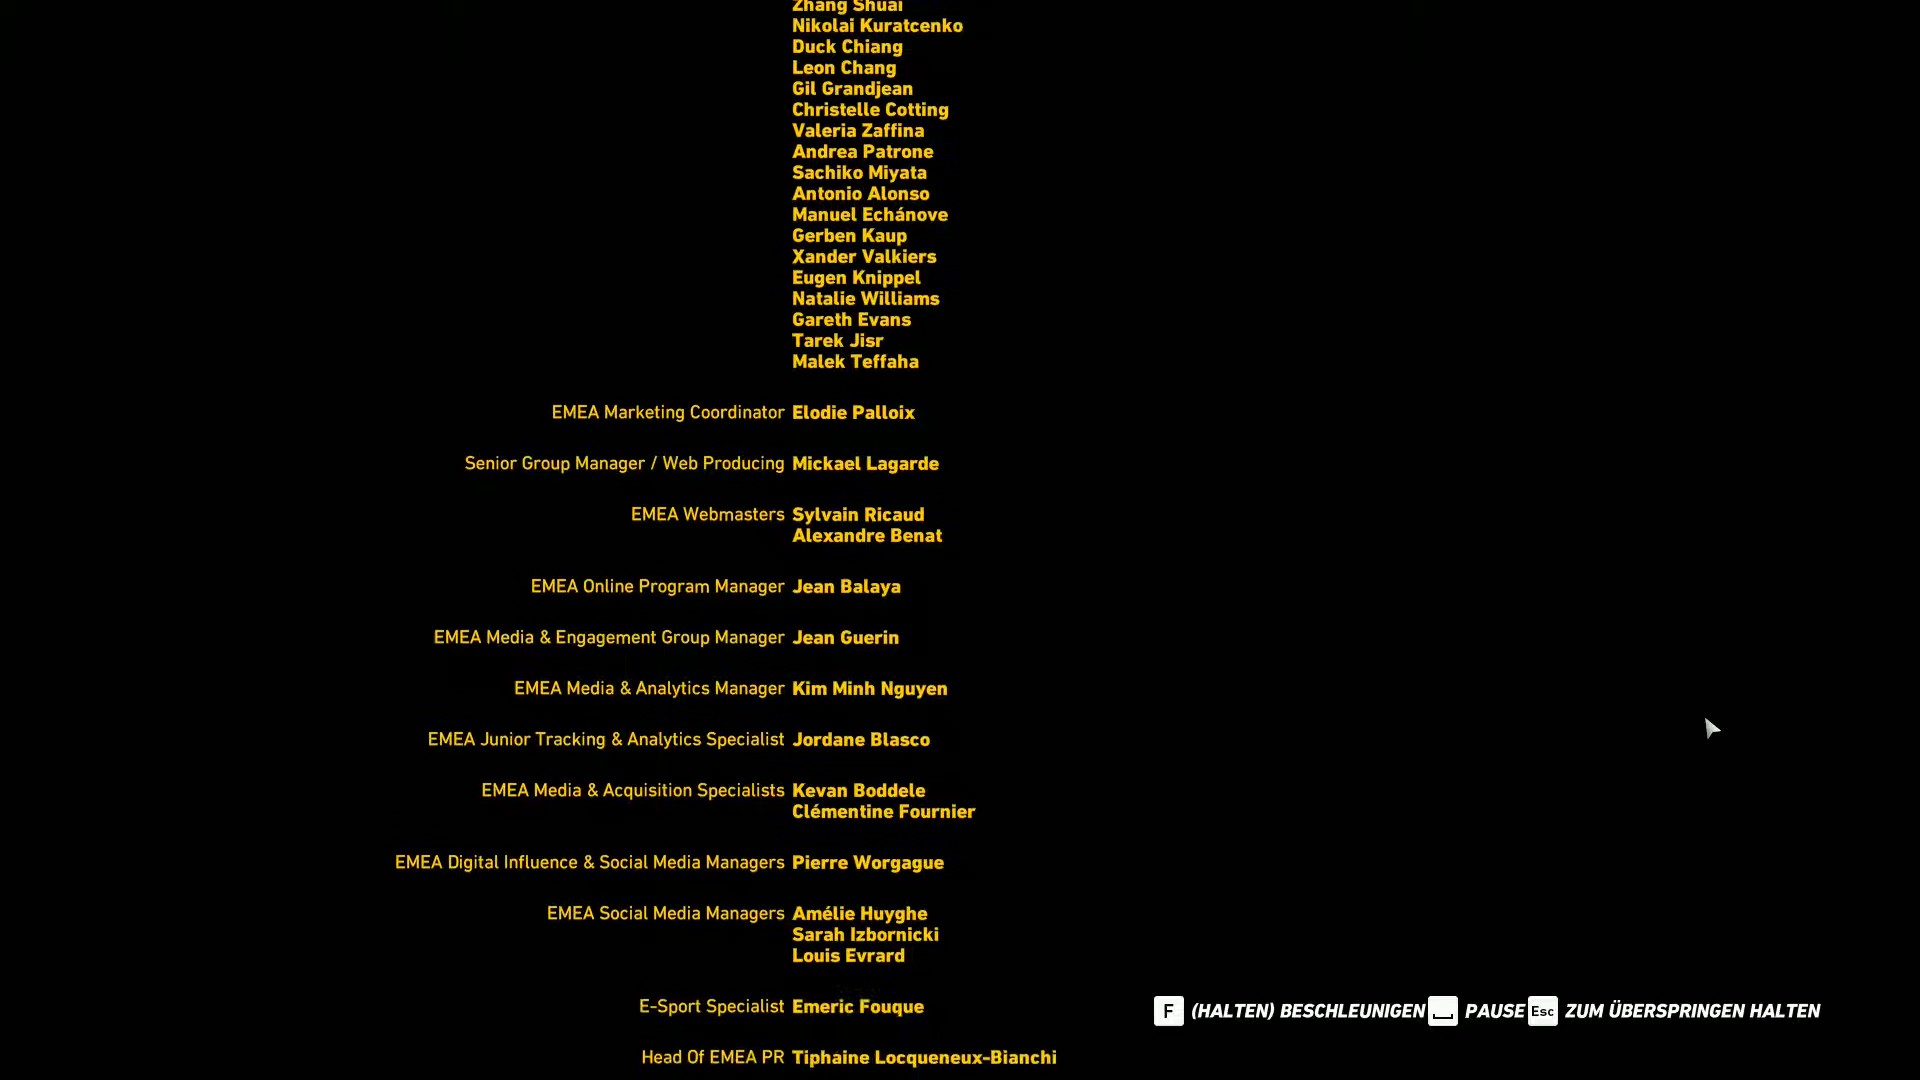 Zhang Shuai
Nikolai Kuratcenko
Duck Chiang
Leon Chang
Gil Grandjean
Christelle Cotting
Valeria Zaffina
Andrea Patrone
Sachiko Miyata
Antonio Alonso
Manuel Echánove
Gerben Kaup
Xander Valkiers
Eugen Knippel
Natalie Williams
Gareth Evans
Tarek Jisr
Malek Teffaha
EMEA Marketing Coordinator Elodie Palloix
Senior Group Manager / Web Producing Mickael Lagarde
EMEA Webmasters Sylvain Ricaud
Alexandre Benat
EMEA Online Program Manager Jean Balaya
EMEA Media & Engagement Group Manager Jean Guerin
EMEA Media & Analytics Manager Kim Minh Nguyen
EMEA Junior Tracking & Analytics Specialist Jordane Blasco
EMEA Media & Acquisition Specialists Kevan Boddele
Clémentine Fournier
EMEA Digital Influence & Social Media Managers Pierre Worgague
EMEA Social Media Managers Amélie Huyghe
Sarah Izbornicki
Louis Evrard
E-Sport Specialist Emeric Fouque
F (HALTEN) BESCHLEUNIGEN PAUSE Esc ZUM ÜBERSPRINGEN HALTEN
Head Of EMEA PR Tiphaine Locqueneux-Bianchi